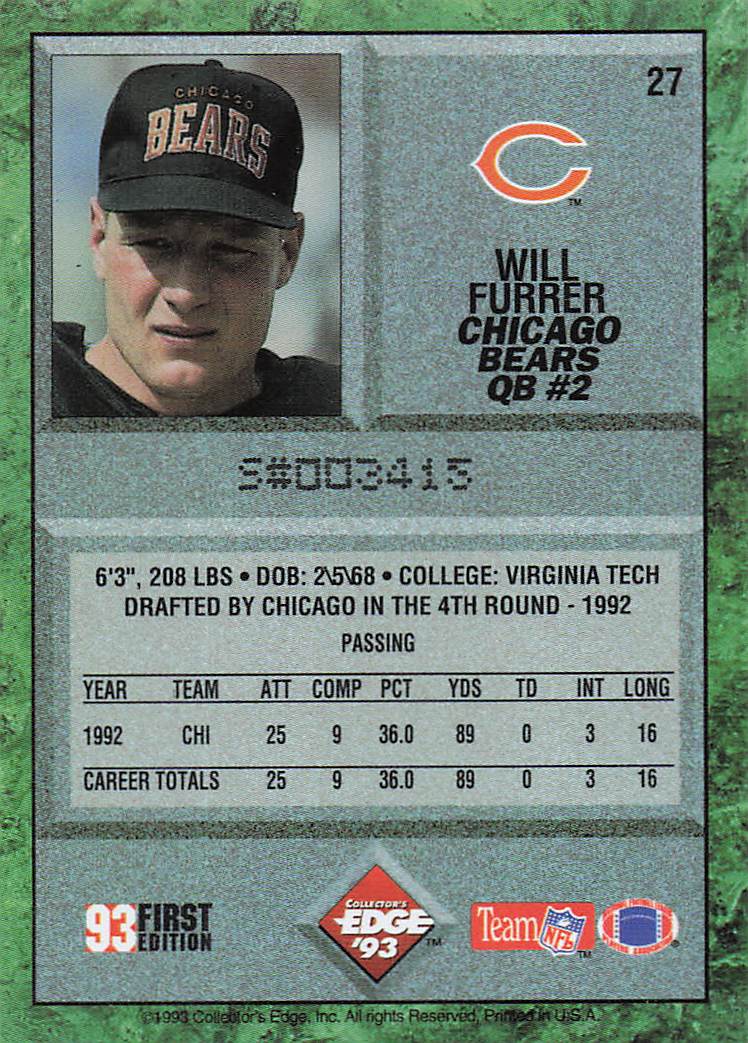 CHICAGO
BEARS
27
C
TM
WILL
FURRER
CHICAGO
BEARS
QB #2
S#003415
6'3", 208 LBS • DOB: 2\5\68 • COLLEGE: VIRGINIA TECH
DRAFTED BY CHICAGO IN THE 4TH ROUND - 1992
PASSING
YEAR TEAM ATT COMP PCT YDS TD INT LONG
1992 CHI 25 9 36.0 89 0 3 16
CAREER TOTALS 25 9 36.0 89 0 3 16
93 FIRST
EDITION
COLLECTOR'S
EDGE
'93 TM
Team NFL TM
©1993 Collector's Edge, Inc. All rights Reserved, Printed in U.S.A.